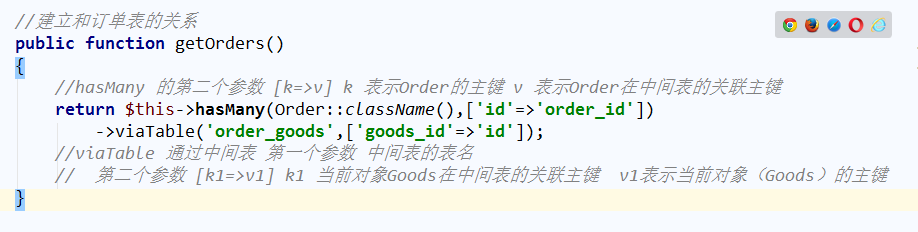 //建立和订单表的关系
public function getOrders()
{
//hasMany 的第二个参数 [k=>v] k 表示Order的主键 v 表示Order在中间表的关联主键
return $this->hasMany(Order::className(),['id'=>'order_id'])
->viaTable('order_goods',['goods_id'=>'id']);
//viaTable 通过中间表 第一个参数 中间表的表名
// 第二个参数 [k1=>v1] k1 当前对象Goods在中间表的关联主键 v1表示当前对象（Goods）的主键
}